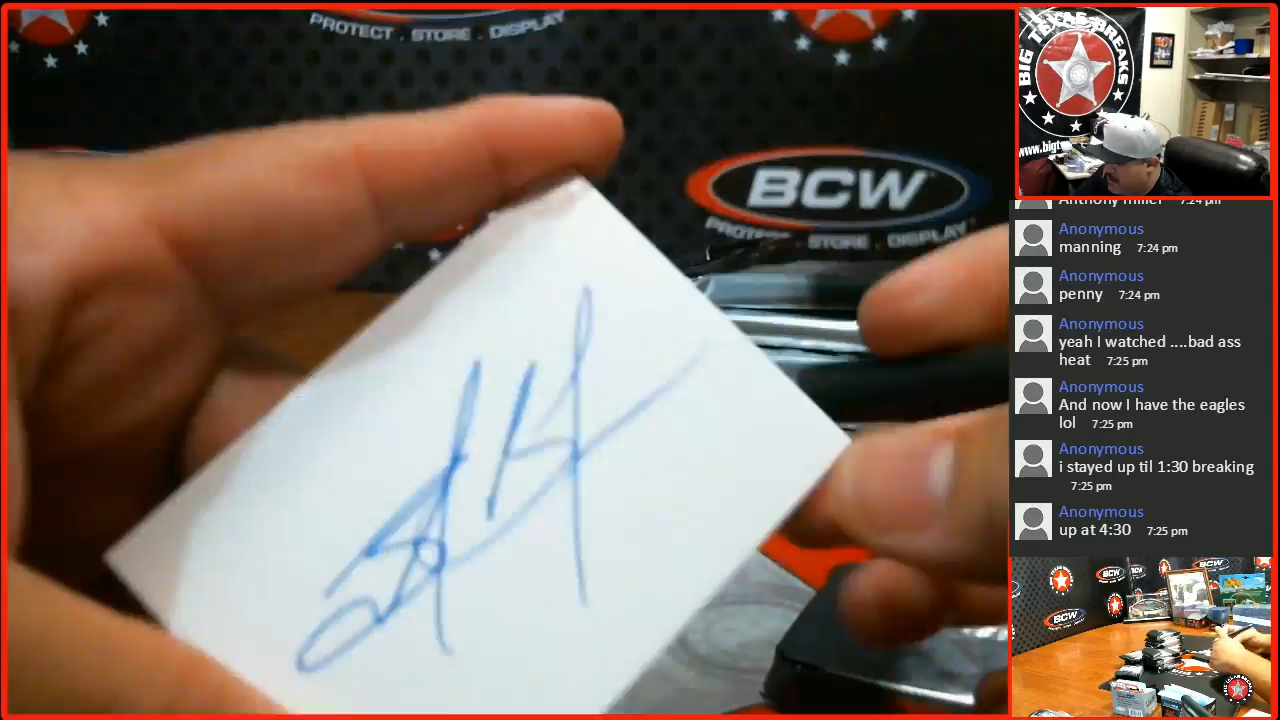 PROTECT . STORE . DISPLAY
BCW
PROTECT . STORE . DISPLAY
BIG TEXAS BREAKS
www.bigt
Anthony miller 7:24 pm
Anonymous
manning 7:24 pm
Anonymous
penny 7:24 pm
Anonymous
yeah I watched ....bad ass
heat 7:25 pm
Anonymous
And now I have the eagles
lol 7:25 pm
Anonymous
i stayed up til 1:30 breaking
7:25 pm
Anonymous
up at 4:30 7:25 pm
BCW
BCW
BCW